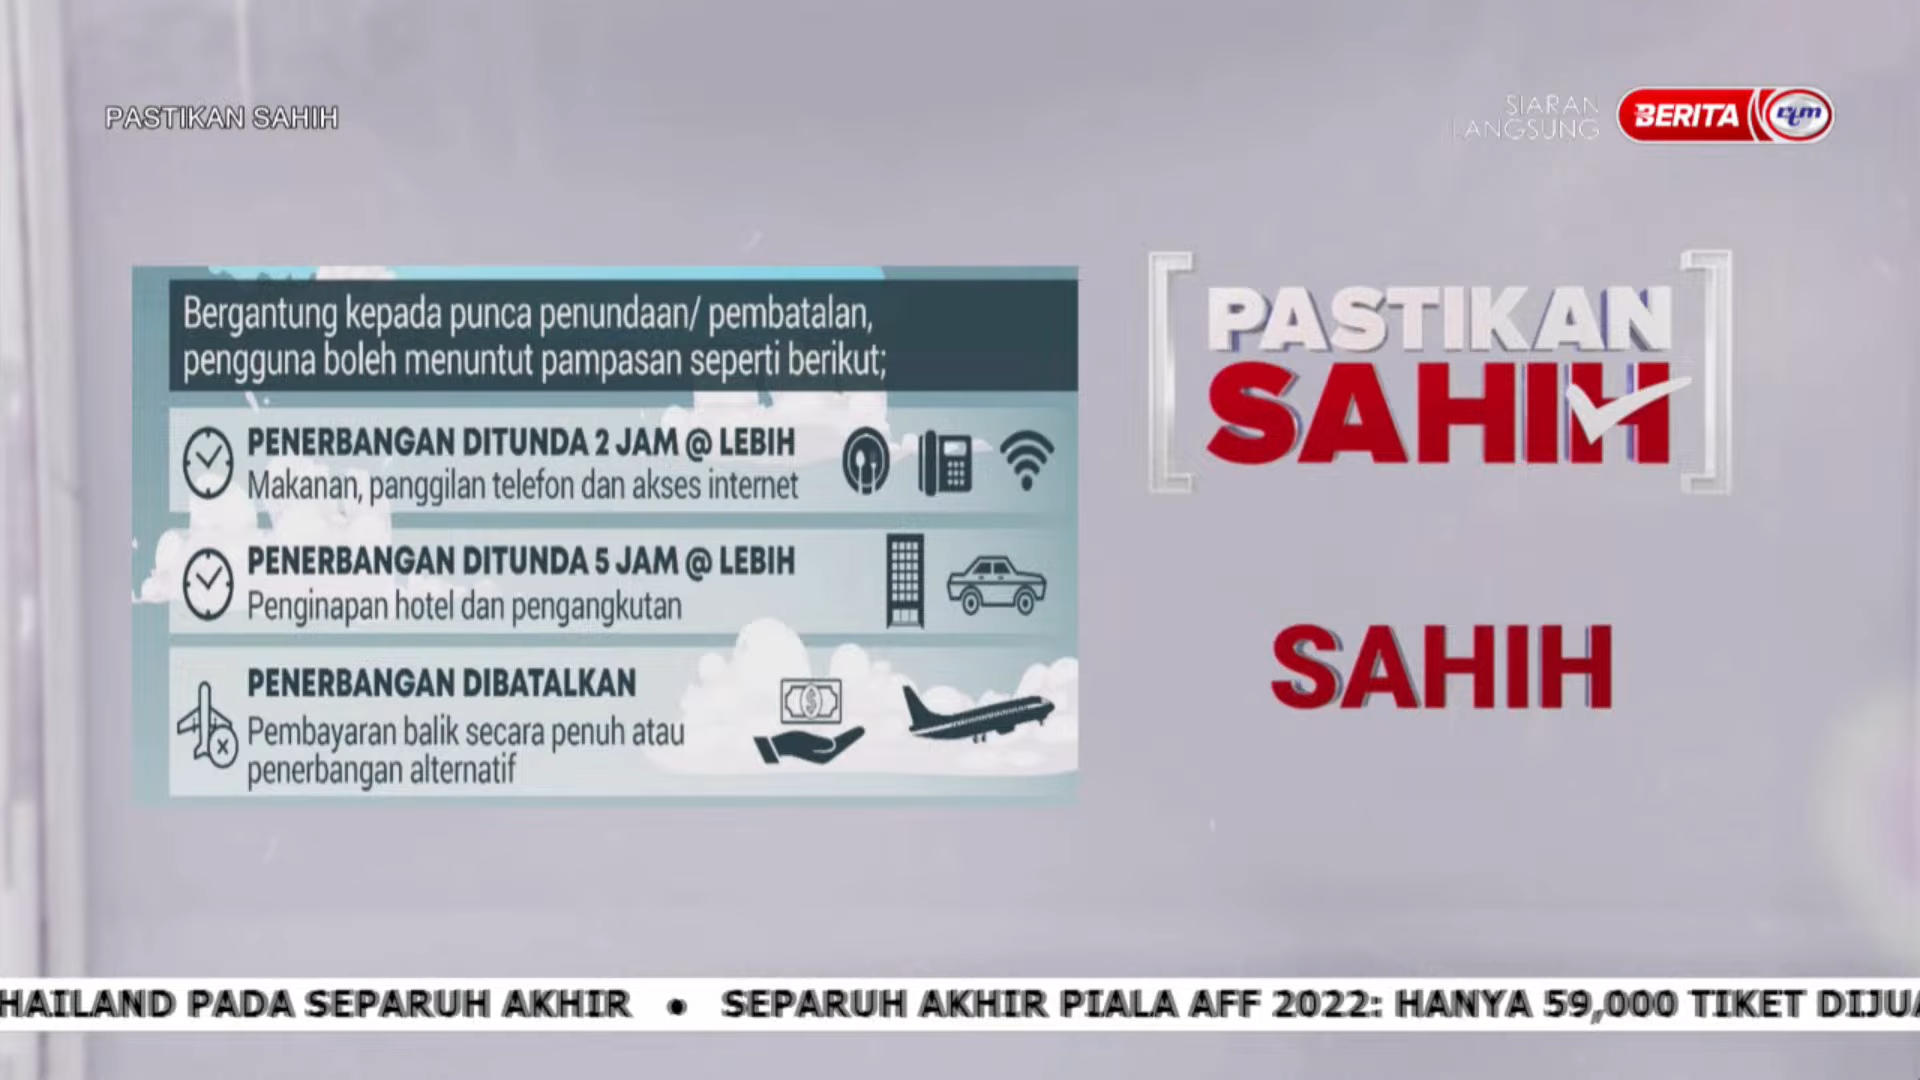 PASTIKAN SAHIH
SIARAN
LANGSUNG
BERITA rtm
Bergantung kepada punca penundaan/ pembatalan,
pengguna boleh menuntut pampasan seperti berikut;
PENERBANGAN DITUNDA 2 JAM @ LEBIH
Makanan, panggilan telefon dan akses internet
PENERBANGAN DITUNDA 5 JAM @ LEBIH
Penginapan hotel dan pengangkutan
PENERBANGAN DIBATALKAN
Pembayaran balik secara penuh atau
penerbangan alternatif
PASTIKAN
SAHIH
SAHIH
HAILAND PADA SEPARUH AKHIR • SEPARUH AKHIR PIALA AFF 2022: HANYA 59,000 TIKET DIJUA